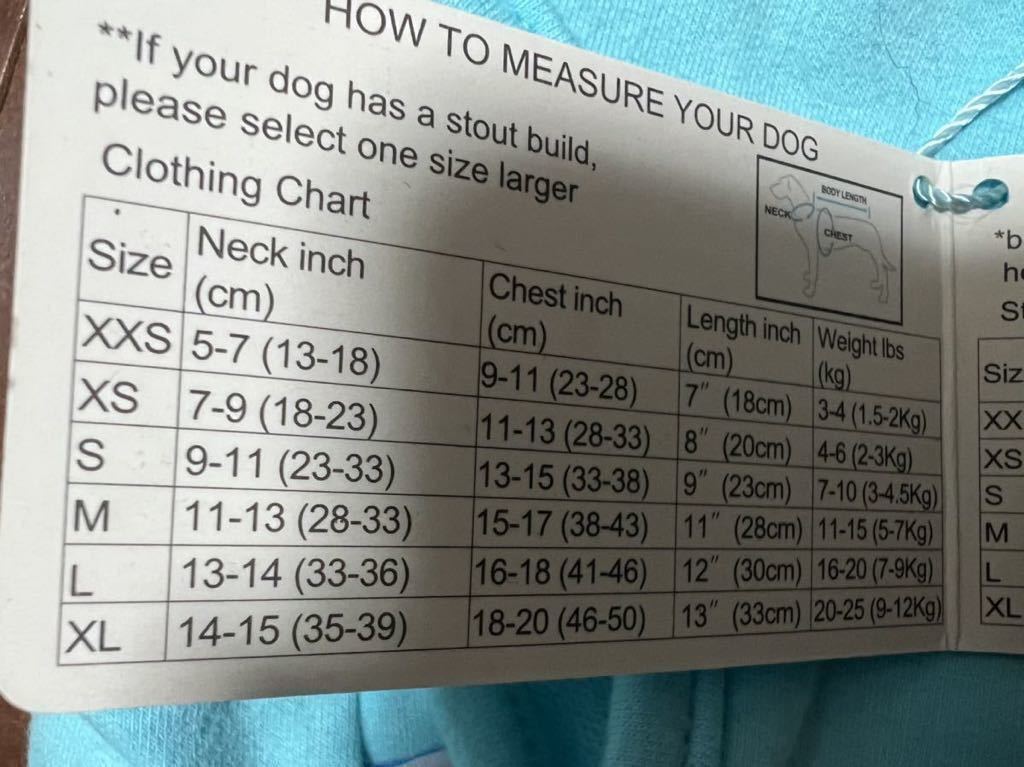 HOW TO MEASURE YOUR DOG
**If your dog has a stout build,
please select one size larger
BODY LENGTH
NECK
CHEST
Clothing Chart
Size Neck inch (cm) Chest inch (cm) Length inch (cm) Weight lbs (kg)
XXS 5-7 (13-18) 9-11 (23-28) 7" (18cm) 3-4 (1.5-2Kg)
XS 7-9 (18-23) 11-13 (28-33) 8" (20cm) 4-6 (2-3Kg)
S 9-11 (23-33) 13-15 (33-38) 9" (23cm) 7-10 (3-4.5Kg)
M 11-13 (28-33) 15-17 (38-43) 11" (28cm) 11-15 (5-7Kg)
L 13-14 (33-36) 16-18 (41-46) 12" (30cm) 16-20 (7-9Kg)
XL 14-15 (35-39) 18-20 (46-50) 13" (33cm) 20-25 (9-12Kg)
XS
S
M
L
XL